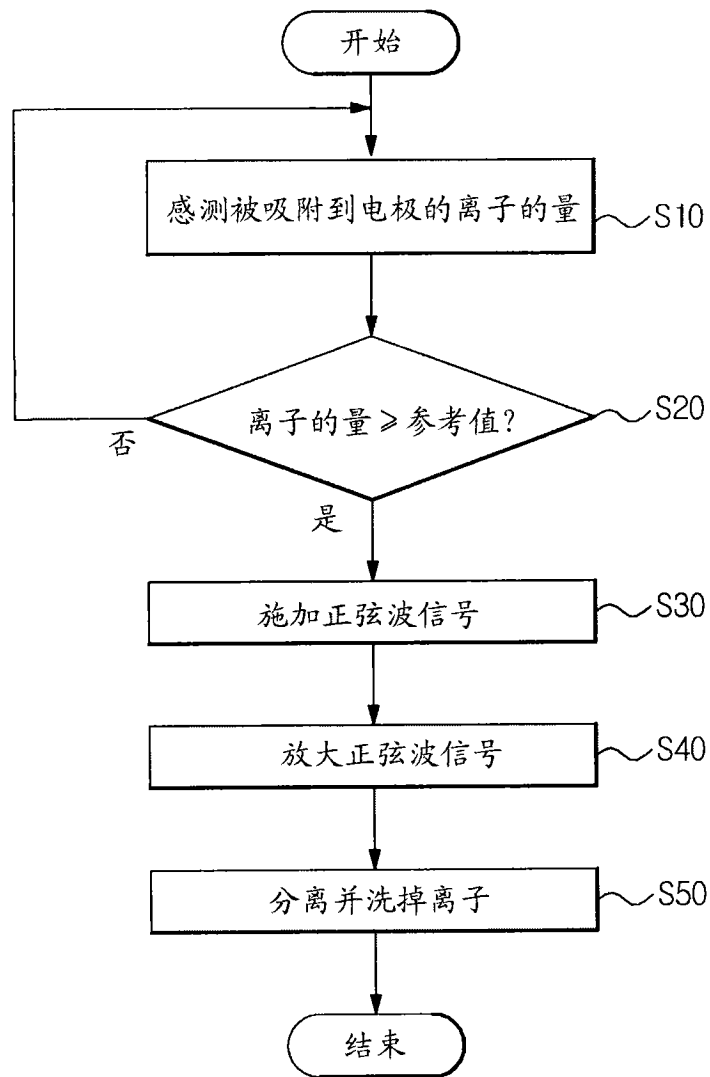 开始
感测被吸附到电极的离子的量
S10
离子的量≥参考值?
S20
否
是
施加正弦波信号
S30
放大正弦波信号
S40
分离并洗掉离子
S50
结束